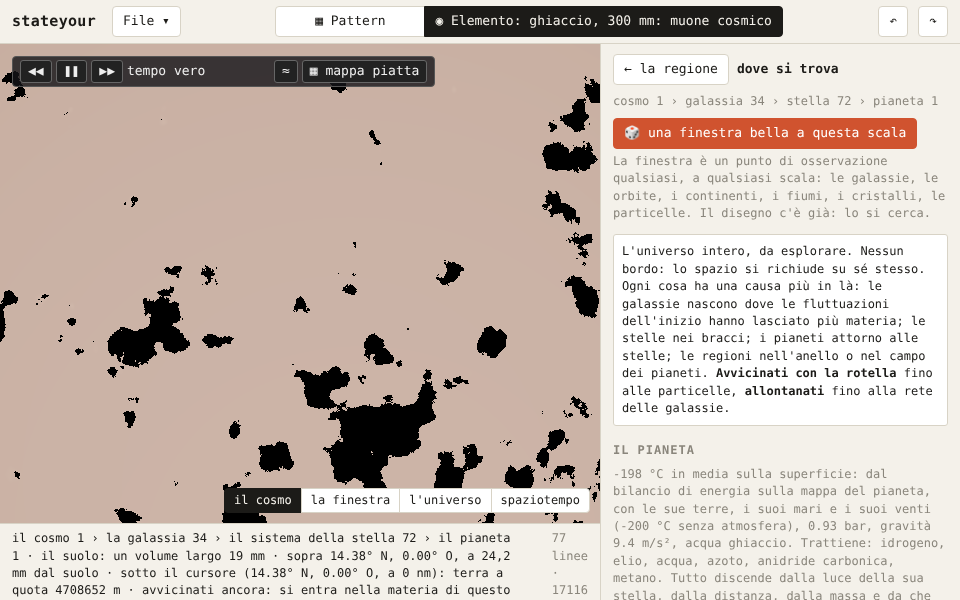 stateyour
File ▾
▦ Pattern
◉ Elemento: ghiaccio, 300 mm: muone cosmico
↶
↷
◀◀
❚❚
▶▶
tempo vero
≈
▦ mappa piatta
il cosmo
la finestra
l'universo
spaziotempo
il cosmo 1 › la galassia 34 › il sistema della stella 72 › il pianeta
1 · il suolo: un volume largo 19 mm · sopra 14.38° N, 0.00° O, a 24,2
mm dal suolo · sotto il cursore (14.38° N, 0.00° O, a 0 nm): terra a
quota 4708652 m · avvicinati ancora: si entra nella materia di questo
77
linee
·
17116
← la regione
dove si trova
cosmo 1 › galassia 34 › stella 72 › pianeta 1
🎲 una finestra bella a questa scala
La finestra è un punto di osservazione
qualsiasi, a qualsiasi scala: le galassie, le
orbite, i continenti, i fiumi, i cristalli, le
particelle. Il disegno c'è già: lo si cerca.
L'universo intero, da esplorare. Nessun
bordo: lo spazio si richiude su sé stesso.
Ogni cosa ha una causa più in là: le
galassie nascono dove le fluttuazioni
dell'inizio hanno lasciato più materia; le
stelle nei bracci; i pianeti attorno alle
stelle; le regioni nell'anello o nel campo
dei pianeti. Avvicinati con la rotella fino
alle particelle, allontanati fino alla rete
delle galassie.
IL PIANETA
-198 °C in media sulla superficie: dal
bilancio di energia sulla mappa del pianeta,
con le sue terre, i suoi mari e i suoi venti
(-200 °C senza atmosfera), 0.93 bar, gravità
9.4 m/s², acqua ghiaccio. Trattiene: idrogeno,
elio, acqua, azoto, anidride carbonica,
metano. Tutto discende dalla luce della sua
stella, dalla distanza, dalla massa e da che